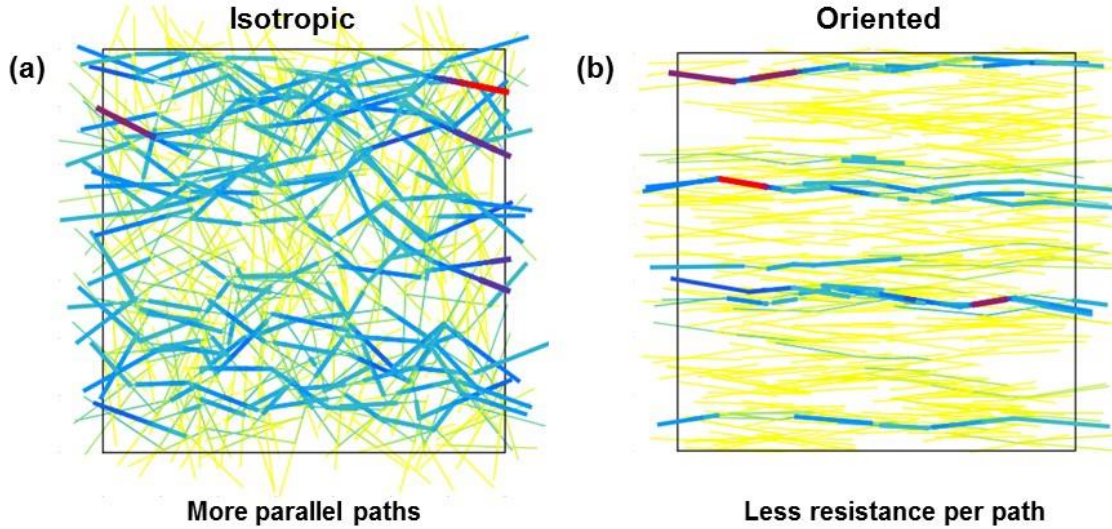 Isotropic
Oriented
(a)
(b)
More parallel paths
Less resistance per path